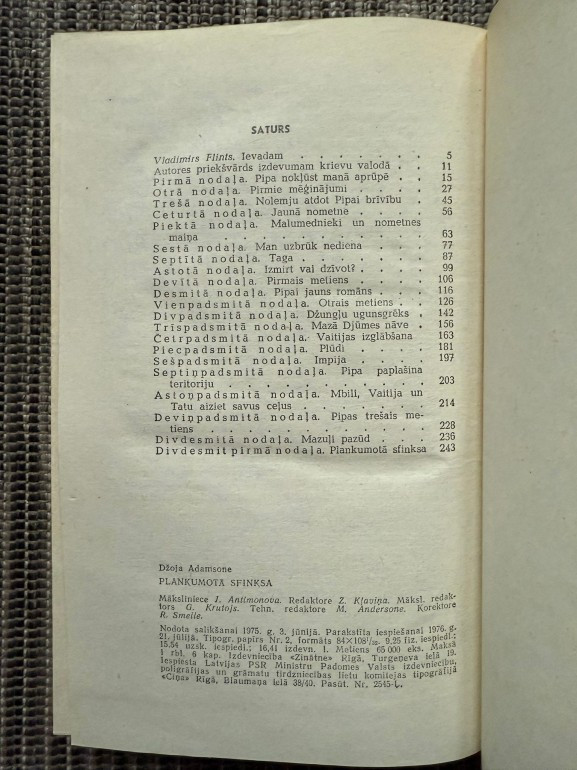 SATURS
Vladimirs Flints. Ievadam . . . . . . . 5
Autores priekšvārds izdevumam krievu valodā . . 11
Pirmā nodaļa. Pipa nokļūst manā aprūpē . . 15
Otrā nodaļa. Pirmie mēģinājumi . . . . 27
Trešā nodaļa. Nolemju atdot Pipai brīvību . . 45
Ceturtā nodaļa. Jaunā nometne . . . . 56
Piektā nodaļa. Malumednieki un nometnes
maiņa . . . . . . . . . . 63
Sestā nodaļa. Man uzbrūk nediena . . . 77
Septītā nodaļa. Taga . . . . . . 87
Astotā nodaļa. Izmirt vai dzīvot? . . . . 99
Devītā nodaļa. Pirmais metiens . . . . 106
Desmitā nodaļa. Pipai jauns romāns . . . 116
Vienpadsmitā nodaļa. Otrais metiens . . 126
Divpadsmitā nodaļa. Džungļu ugunsgrēks . 142
Trīspadsmitā nodaļa. Mazā Djūmes nāve . 156
Četrpadsmitā nodaļa. Vaitijas izglābšana 163
Piecpadsmitā nodaļa. Plūdi . . . . 181
Sešpadsmitā nodaļa. Impija . . . . 197
Septiņpadsmitā nodaļa. Pipa paplašina
teritoriju . . . . . . . . . 203
Astoņpadsmitā nodaļa. Mbili, Vaitija un
Tatu aiziet savus ceļus . . . . . . 214
Deviņpadsmitā nodaļa. Pipas trešais me-
tiens . . . . . . . . . . 228
Divdesmitā nodaļa. Mazuļi pazūd . . . 236
Divdesmit pirmā nodaļa. Plankumotā sfinksa 243
Džoja Adamsone
PLANKUMOTĀ SFINKSA
Māksliniece J. Antimonova. Redaktore Z. Kļaviņa. Māksl. redak-
tors G. Krutojs. Tehn. redaktore M. Andersone. Korektore
R. Smeile.
Nodota salikšanai 1975. g. 3. jūlijā. Parakstīta iespiešanai 1976. g.
21. jūlijā. Tipogr. papīrs Nr. 2, formāts 84×108¹/₃₂. 9,25 fiz. iespiedl.;
15,54 uzsk. iespiedl.; 16,41 izdevn. l. Metiens 65 000 eks. Maksā
1 rbl. 6 kap. Izdevniecība «Zinātne» Rīgā, Turgeņeva ielā 19.
Iespiesta Latvijas PSR Ministru Padomes Valsts izdevniecību,
poligrāfijas un grāmatu tirdzniecības lietu komitejas tipogrāfijā
«Cīņa» Rīgā, Blaumaņa ielā 38/40. Pasūt. Nr. 2545-L.